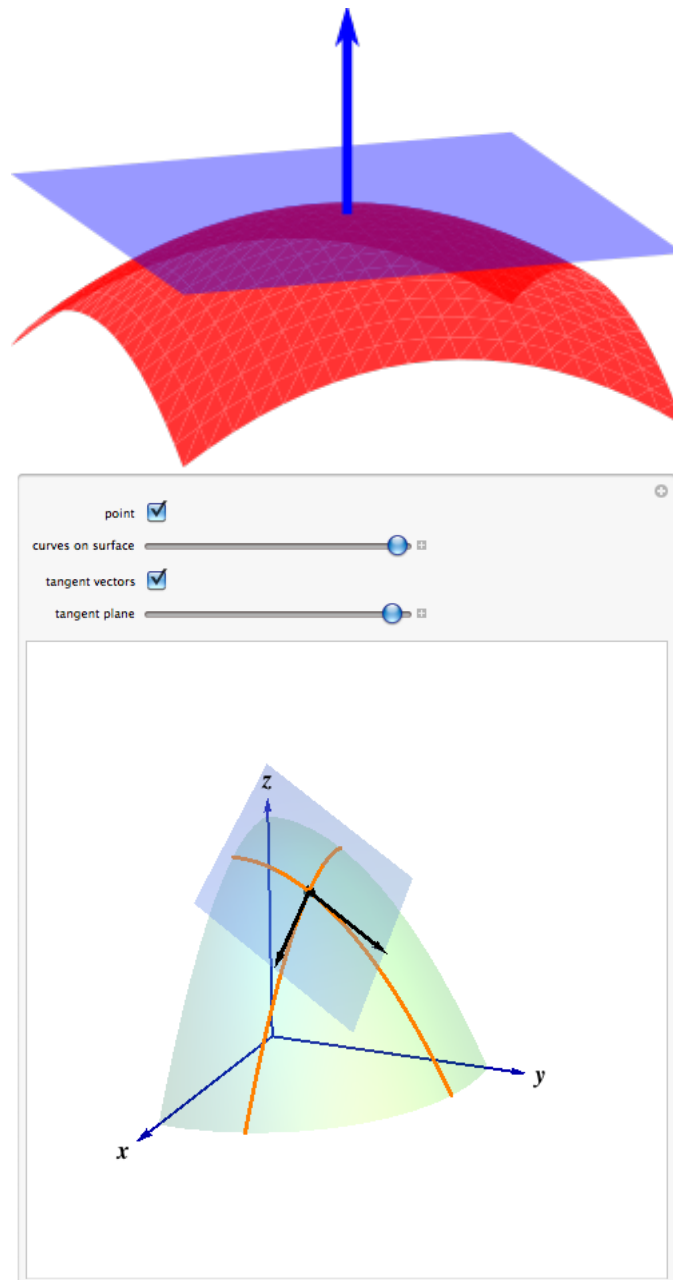 point
curves on surface
tangent vectors
tangent plane
z
y
x